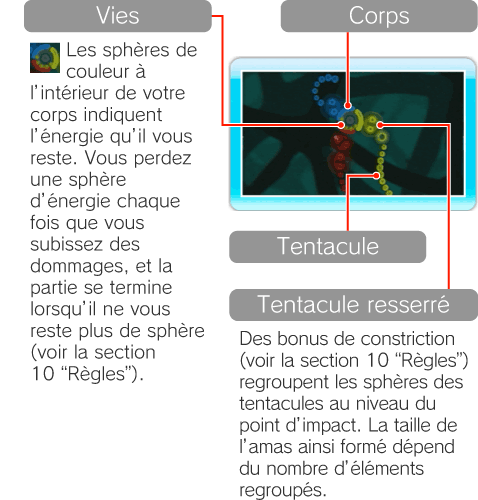 Vies
Corps
Les sphères de
couleur à
l'intérieur de votre
corps indiquent
l'énergie qu'il vous
reste. Vous perdez
une sphère
d'énergie chaque
fois que vous
subissez des
dommages, et la
partie se termine
lorsqu'il ne vous
reste plus de sphère
(voir la section
10 “Règles”).
Tentacule
Tentacule resserré
Des bonus de constriction
(voir la section 10 “Règles”)
regroupent les sphères des
tentacules au niveau du
point d'impact. La taille de
l'amas ainsi formé dépend
du nombre d'éléments
regroupés.